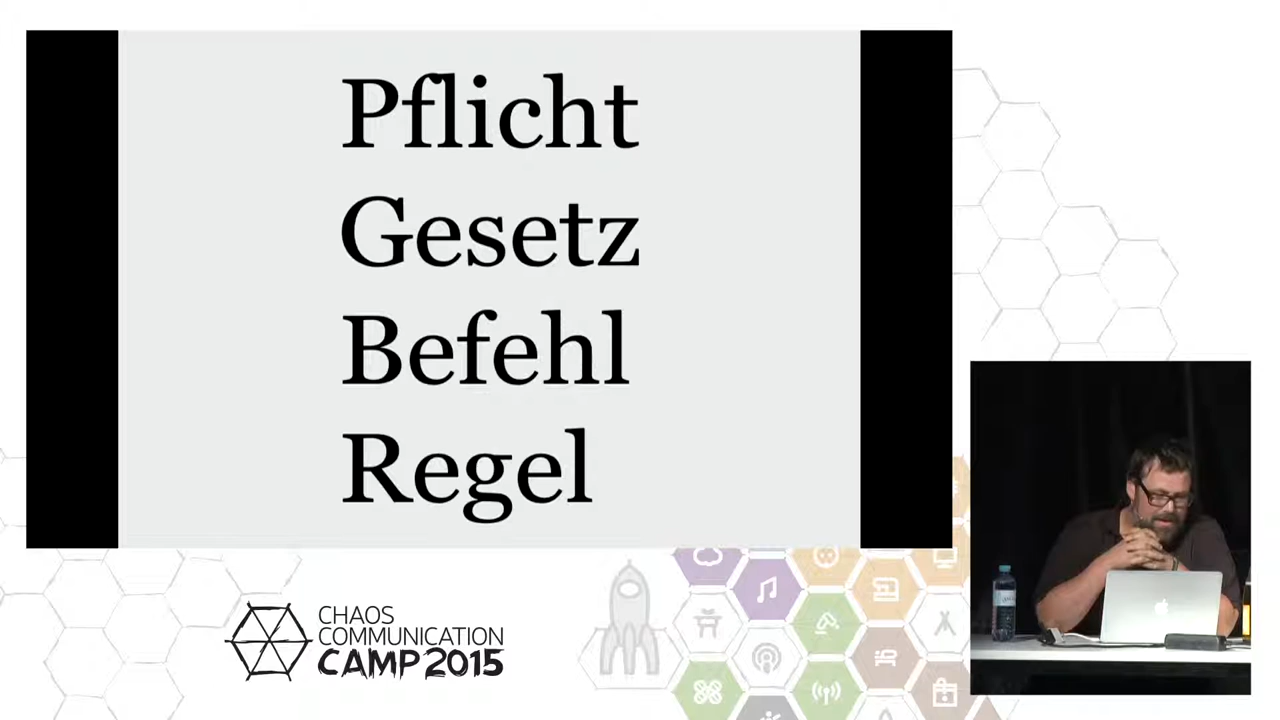 Pflicht
Gesetz
Befehl
Regel
CHAOS
COMMUNICATION
CAMP 2015